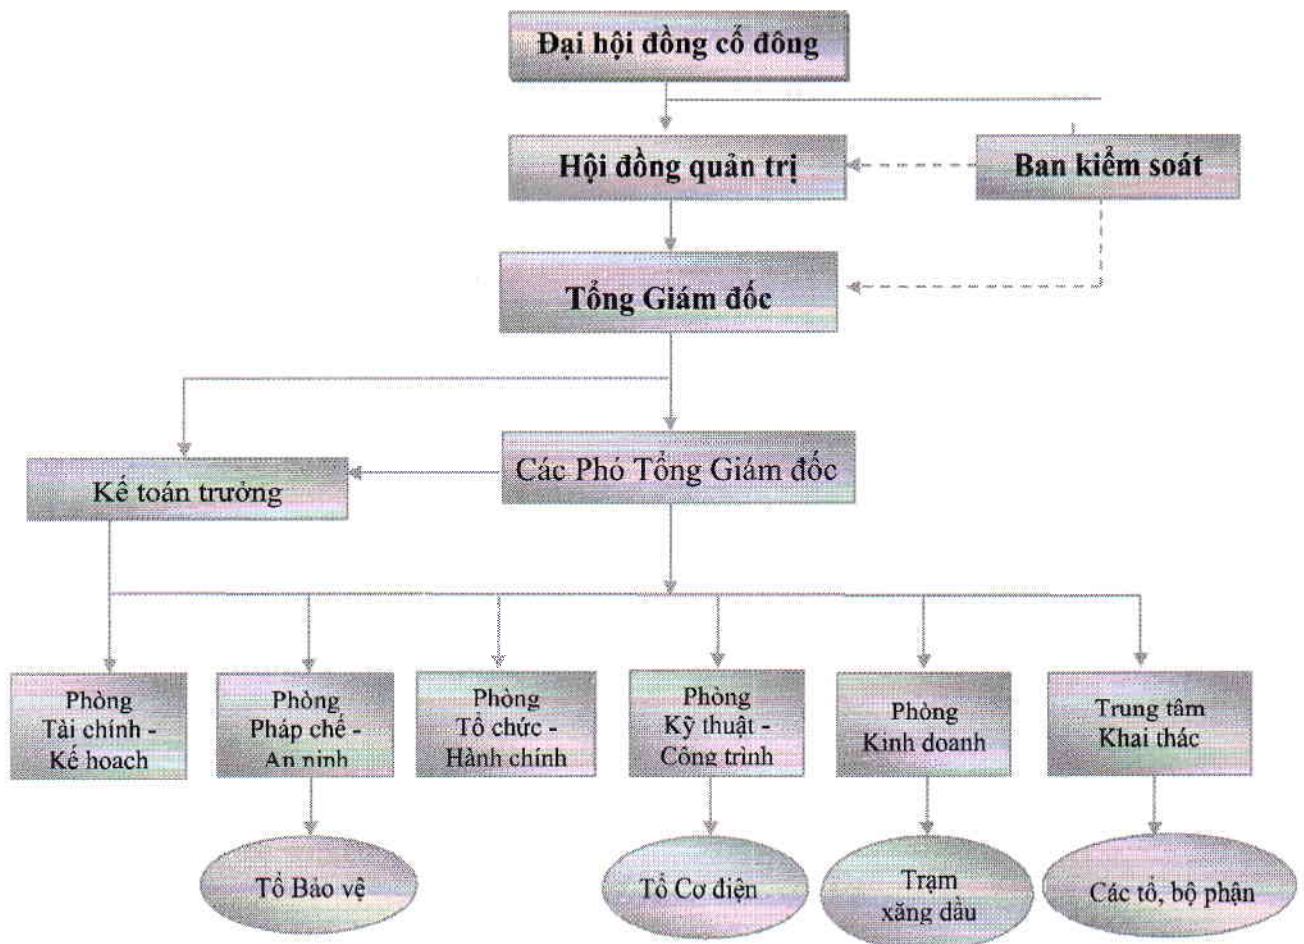 Đại hội đồng cổ đông
Hội đồng quản trị
Ban kiểm soát
Tổng Giám đốc
Các Phó Tổng Giám đốc
Kế toán trưởng
Phòng
Tài chính -
Kế hoạch
Phòng
Pháp chế -
An ninh
Phòng
Tổ chức -
Hành chính
Phòng
Kỹ thuật -
Công trình
Phòng
Kinh doanh
Trung tâm
Khai thác
Tổ Bảo vệ
Tổ Cơ điện
Trạm
xăng dầu
Các tổ, bộ phận